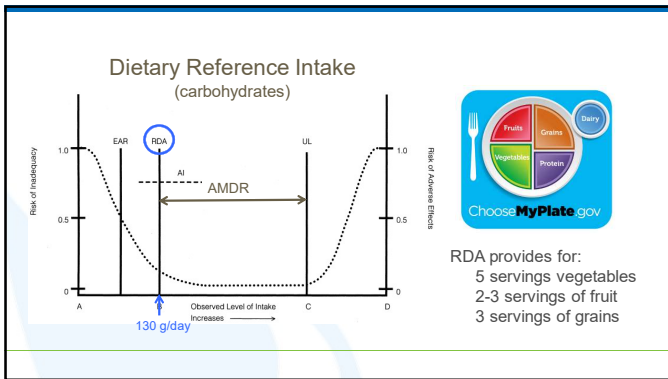 Dietary Reference Intake
(carbohydrates)
EAR
RDA
UL
AI
AMDR
Risk of Inadequacy
1.0
0.5
0
Risk of Adverse Effects
1.0
0.5
0
A
B
Observed Level of Intake
Increases
C
D
130 g/day
Fruits
Grains
Dairy
Vegetables
Protein
ChooseMyPlate.gov
RDA provides for:
5 servings vegetables
2-3 servings of fruit
3 servings of grains